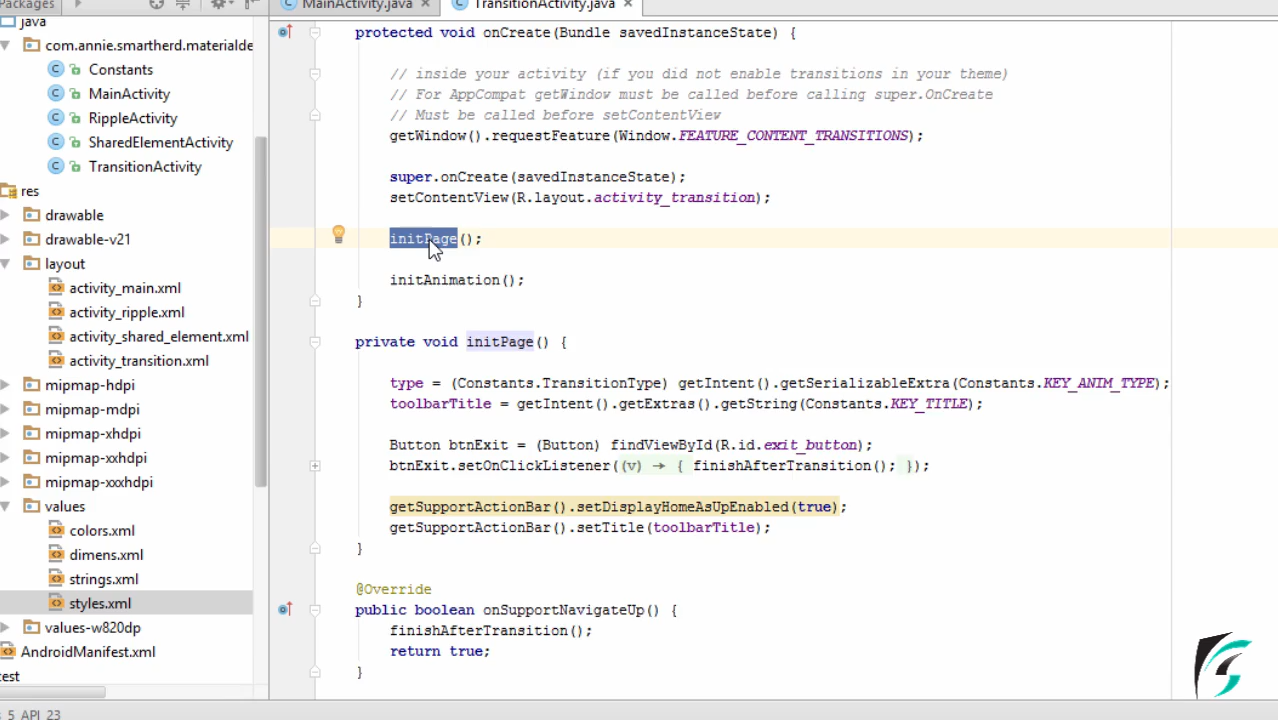 Packages
MainActivity.java
TransitionActivity.java
java
com.annie.smartherd.materialde
Constants
MainActivity
RippleActivity
SharedElementActivity
TransitionActivity
res
drawable
drawable-v21
layout
activity_main.xml
activity_ripple.xml
activity_shared_element.xml
activity_transition.xml
mipmap-hdpi
mipmap-mdpi
mipmap-xhdpi
mipmap-xxhdpi
mipmap-xxxhdpi
values
colors.xml
dimens.xml
strings.xml
styles.xml
values-w820dp
AndroidManifest.xml
test
protected void onCreate(Bundle savedInstanceState) {
// inside your activity (if you did not enable transitions in your theme)
// For AppCompat getWindow must be called before calling super.OnCreate
// Must be called before setContentView
getWindow().requestFeature(Window.FEATURE_CONTENT_TRANSITIONS);
super.onCreate(savedInstanceState);
setContentView(R.layout.activity_transition);
initPage();
initAnimation();
}
private void initPage() {
type = (Constants.TransitionType) getIntent().getSerializableExtra(Constants.KEY_ANIM_TYPE);
toolbarTitle = getIntent().getExtras().getString(Constants.KEY_TITLE);
Button btnExit = (Button) findViewById(R.id.exit_button);
btnExit.setOnClickListener((v) → { finishAfterTransition(); });
getSupportActionBar().setDisplayHomeAsUpEnabled(true);
getSupportActionBar().setTitle(toolbarTitle);
}
@Override
public boolean onSupportNavigateUp() {
finishAfterTransition();
return true;
}
5 API 23